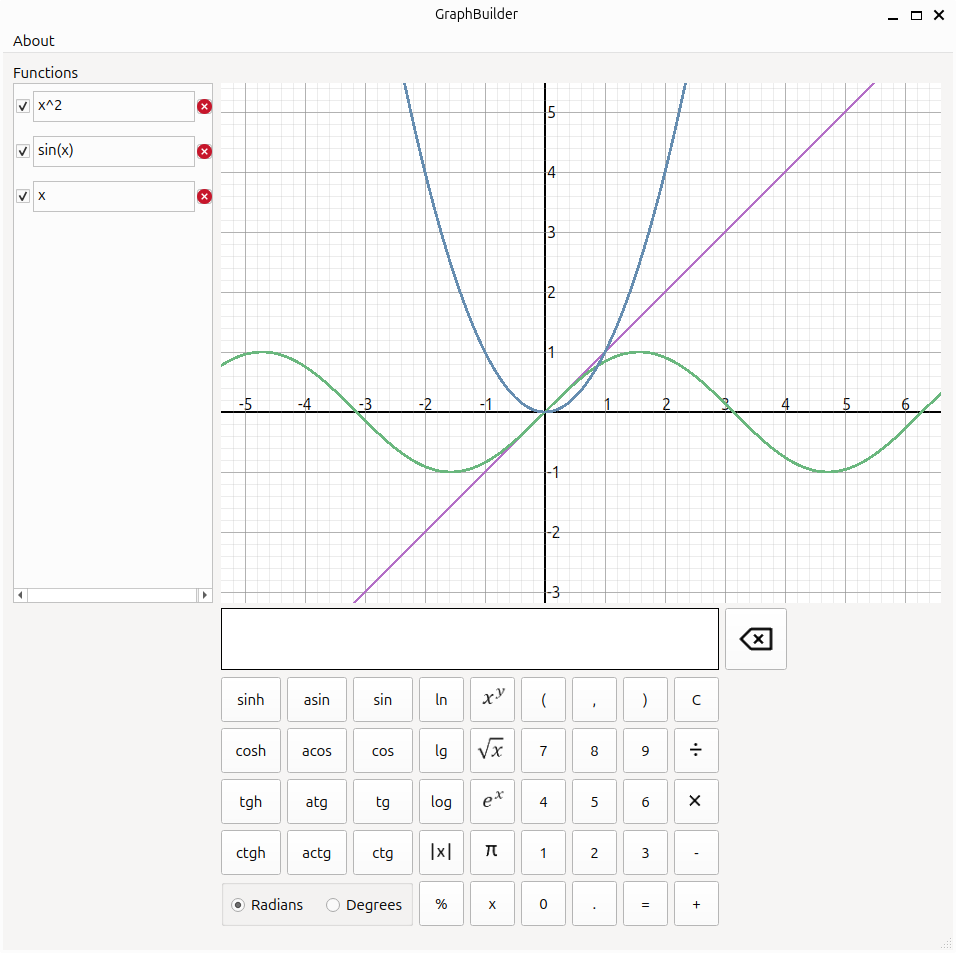 GraphBuilder
About
Functions
x^2
sin(x)
x
5
4
3
2
1
-5 -4 -3 -2 -1 1 2 3 4 5 6
-1
-2
-3
sinh asin sin ln xʸ ( , ) C
cosh acos cos lg √x 7 8 9 ÷
tgh atg tg log eˣ 4 5 6 ×
ctgh actg ctg |x| π 1 2 3 -
Radians Degrees % x 0 . = +